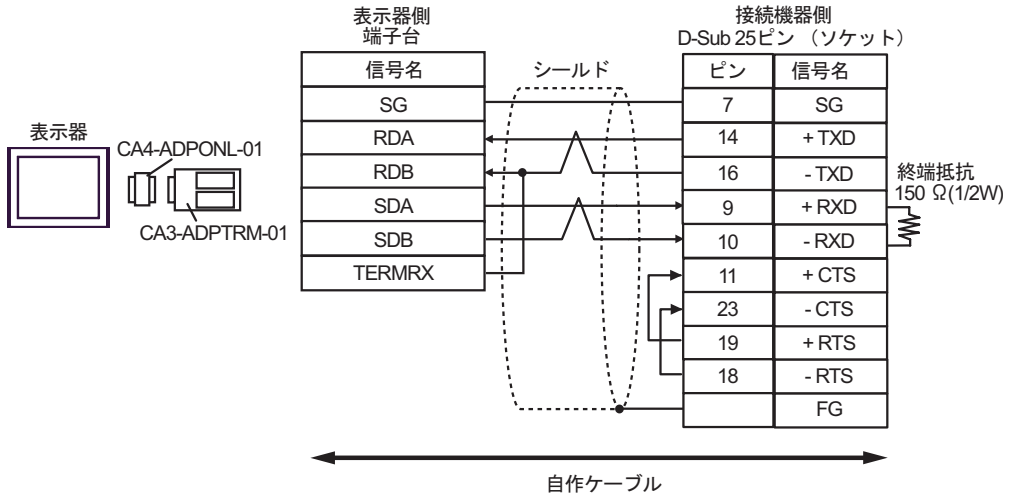 表示器側
端子台
接続機器側
D-Sub 25ピン （ソケット）
信号名
シールド
ピン
信号名
SG
7
SG
表示器
CA4-ADPONL-01
CA3-ADPTRM-01
RDA
14
+ TXD
RDB
16
- TXD
終端抵抗
150 Ω(1/2W)
SDA
9
+ RXD
SDB
10
- RXD
TERMRX
11
+ CTS
23
- CTS
19
+ RTS
18
- RTS
FG
自作ケーブル